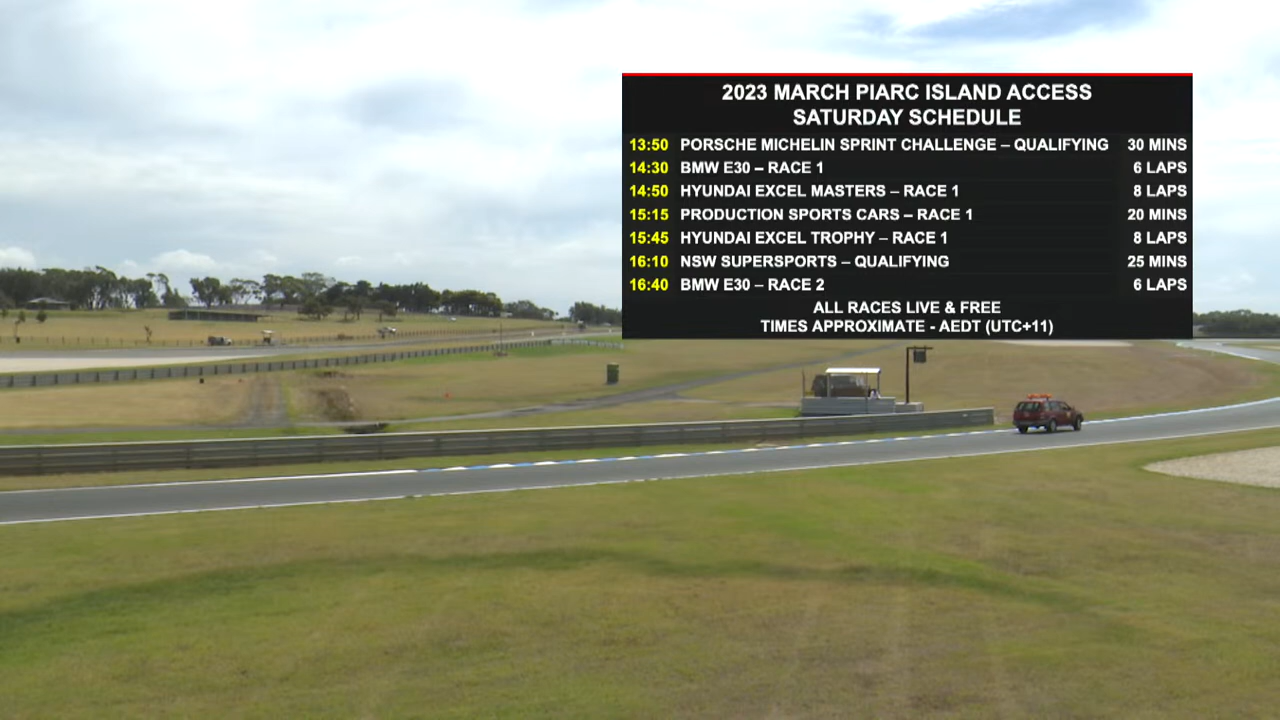 2023 MARCH PIARC ISLAND ACCESS
SATURDAY SCHEDULE
13:50 PORSCHE MICHELIN SPRINT CHALLENGE – QUALIFYING 30 MINS
14:30 BMW E30 – RACE 1 6 LAPS
14:50 HYUNDAI EXCEL MASTERS – RACE 1 8 LAPS
15:15 PRODUCTION SPORTS CARS – RACE 1 20 MINS
15:45 HYUNDAI EXCEL TROPHY – RACE 1 8 LAPS
16:10 NSW SUPERSPORTS – QUALIFYING 25 MINS
16:40 BMW E30 – RACE 2 6 LAPS
ALL RACES LIVE & FREE
TIMES APPROXIMATE - AEDT (UTC+11)